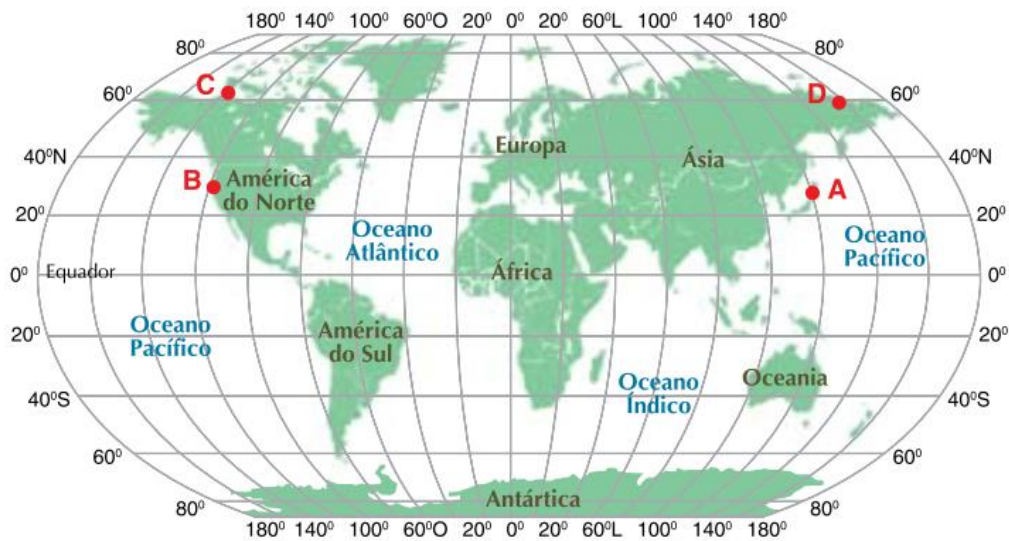 180⁰ 140⁰ 100⁰ 60⁰O 20⁰ 0⁰ 20⁰ 60⁰L 100⁰ 140⁰ 180⁰
80⁰ 80⁰
C
60⁰ D 60⁰
Europa
40⁰N Ásia 40⁰N
B América
do Norte
A
20⁰ 20⁰
Oceano
Atlântico
Oceano
Pacífico
0⁰ Equador África 0⁰
Oceano
Pacífico
América
do Sul
20⁰ 20⁰
Oceano
Índico
Oceania
40⁰S 40⁰S
60⁰ 60⁰
Antártica
80⁰ 80⁰
180⁰ 140⁰ 100⁰ 60⁰O 20⁰ 0⁰ 20⁰ 60⁰L 100⁰ 140⁰ 180⁰